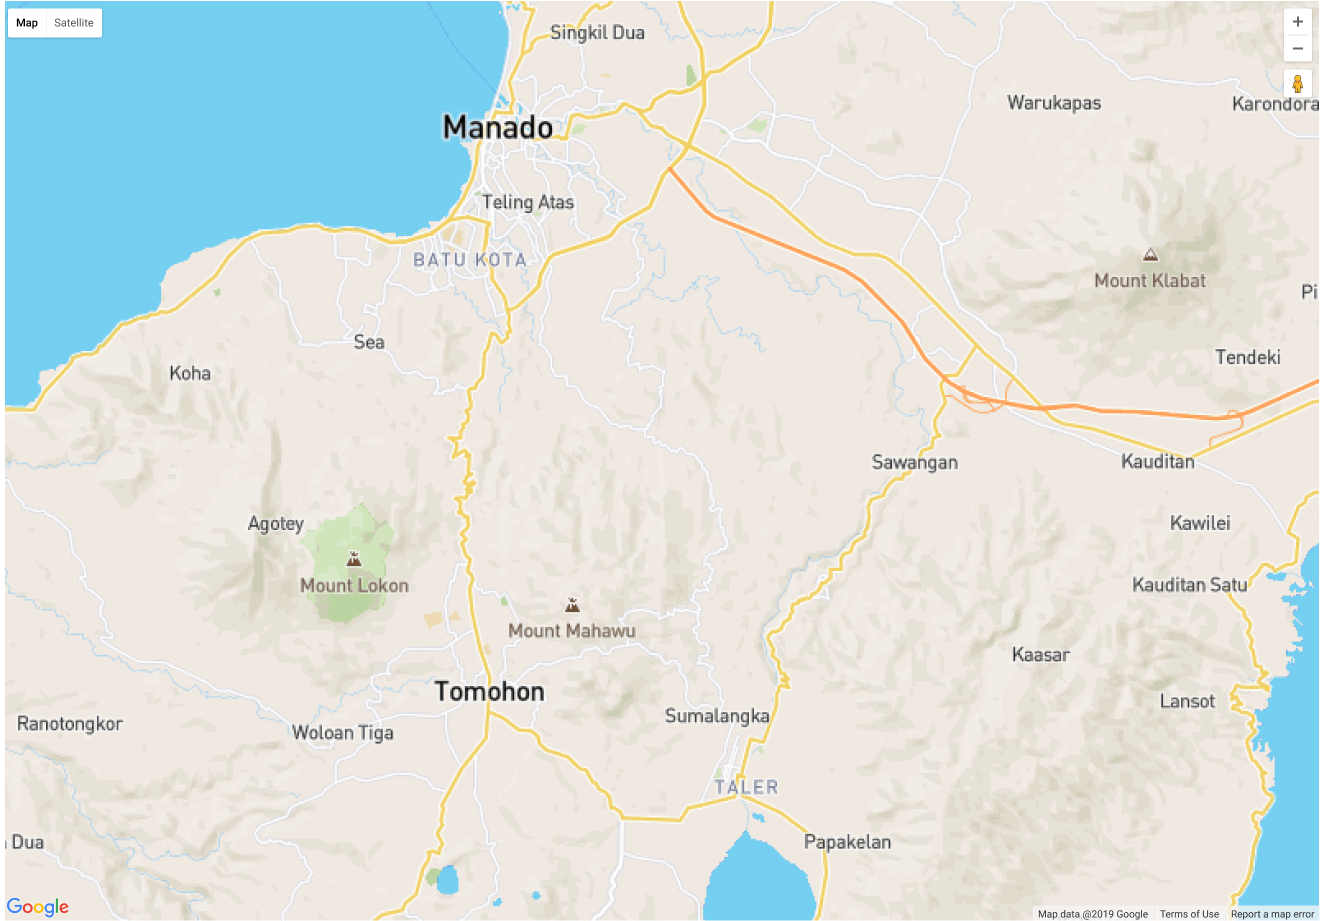 Map Satellite
Singkil Dua
Warukapas
Karondora
Manado
Teling Atas
BATU KOTA
Mount Klabat
Pi
Sea
Tendeki
Koha
Sawangan
Kauditan
Agotey
Kawilei
Mount Lokon
Kauditan Satu
Mount Mahawu
Kaasar
Tomohon
Lansot
Sumalangka
Ranotongkor
Woloan Tiga
TALER
Dua
Papakelan
Google
Map data @2019 Google Terms of Use Report a map error